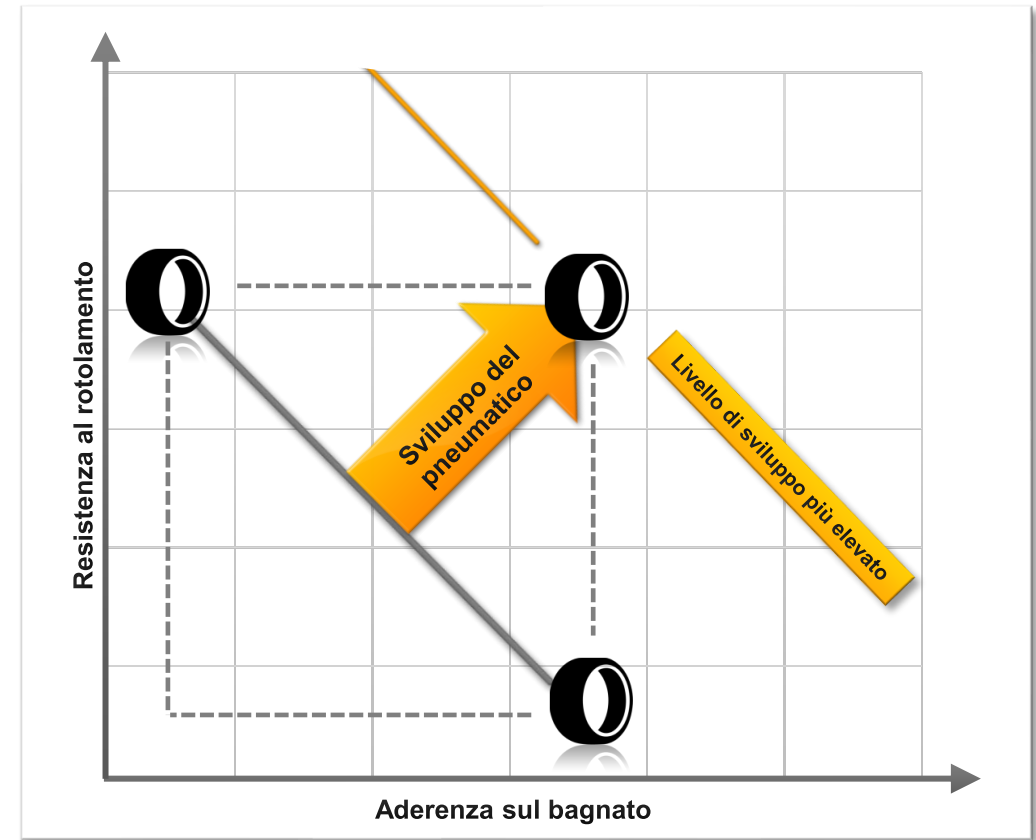 Resistenza al rotolamento
Sviluppo del
pneumatico
Livello di sviluppo più elevato
Aderenza sul bagnato